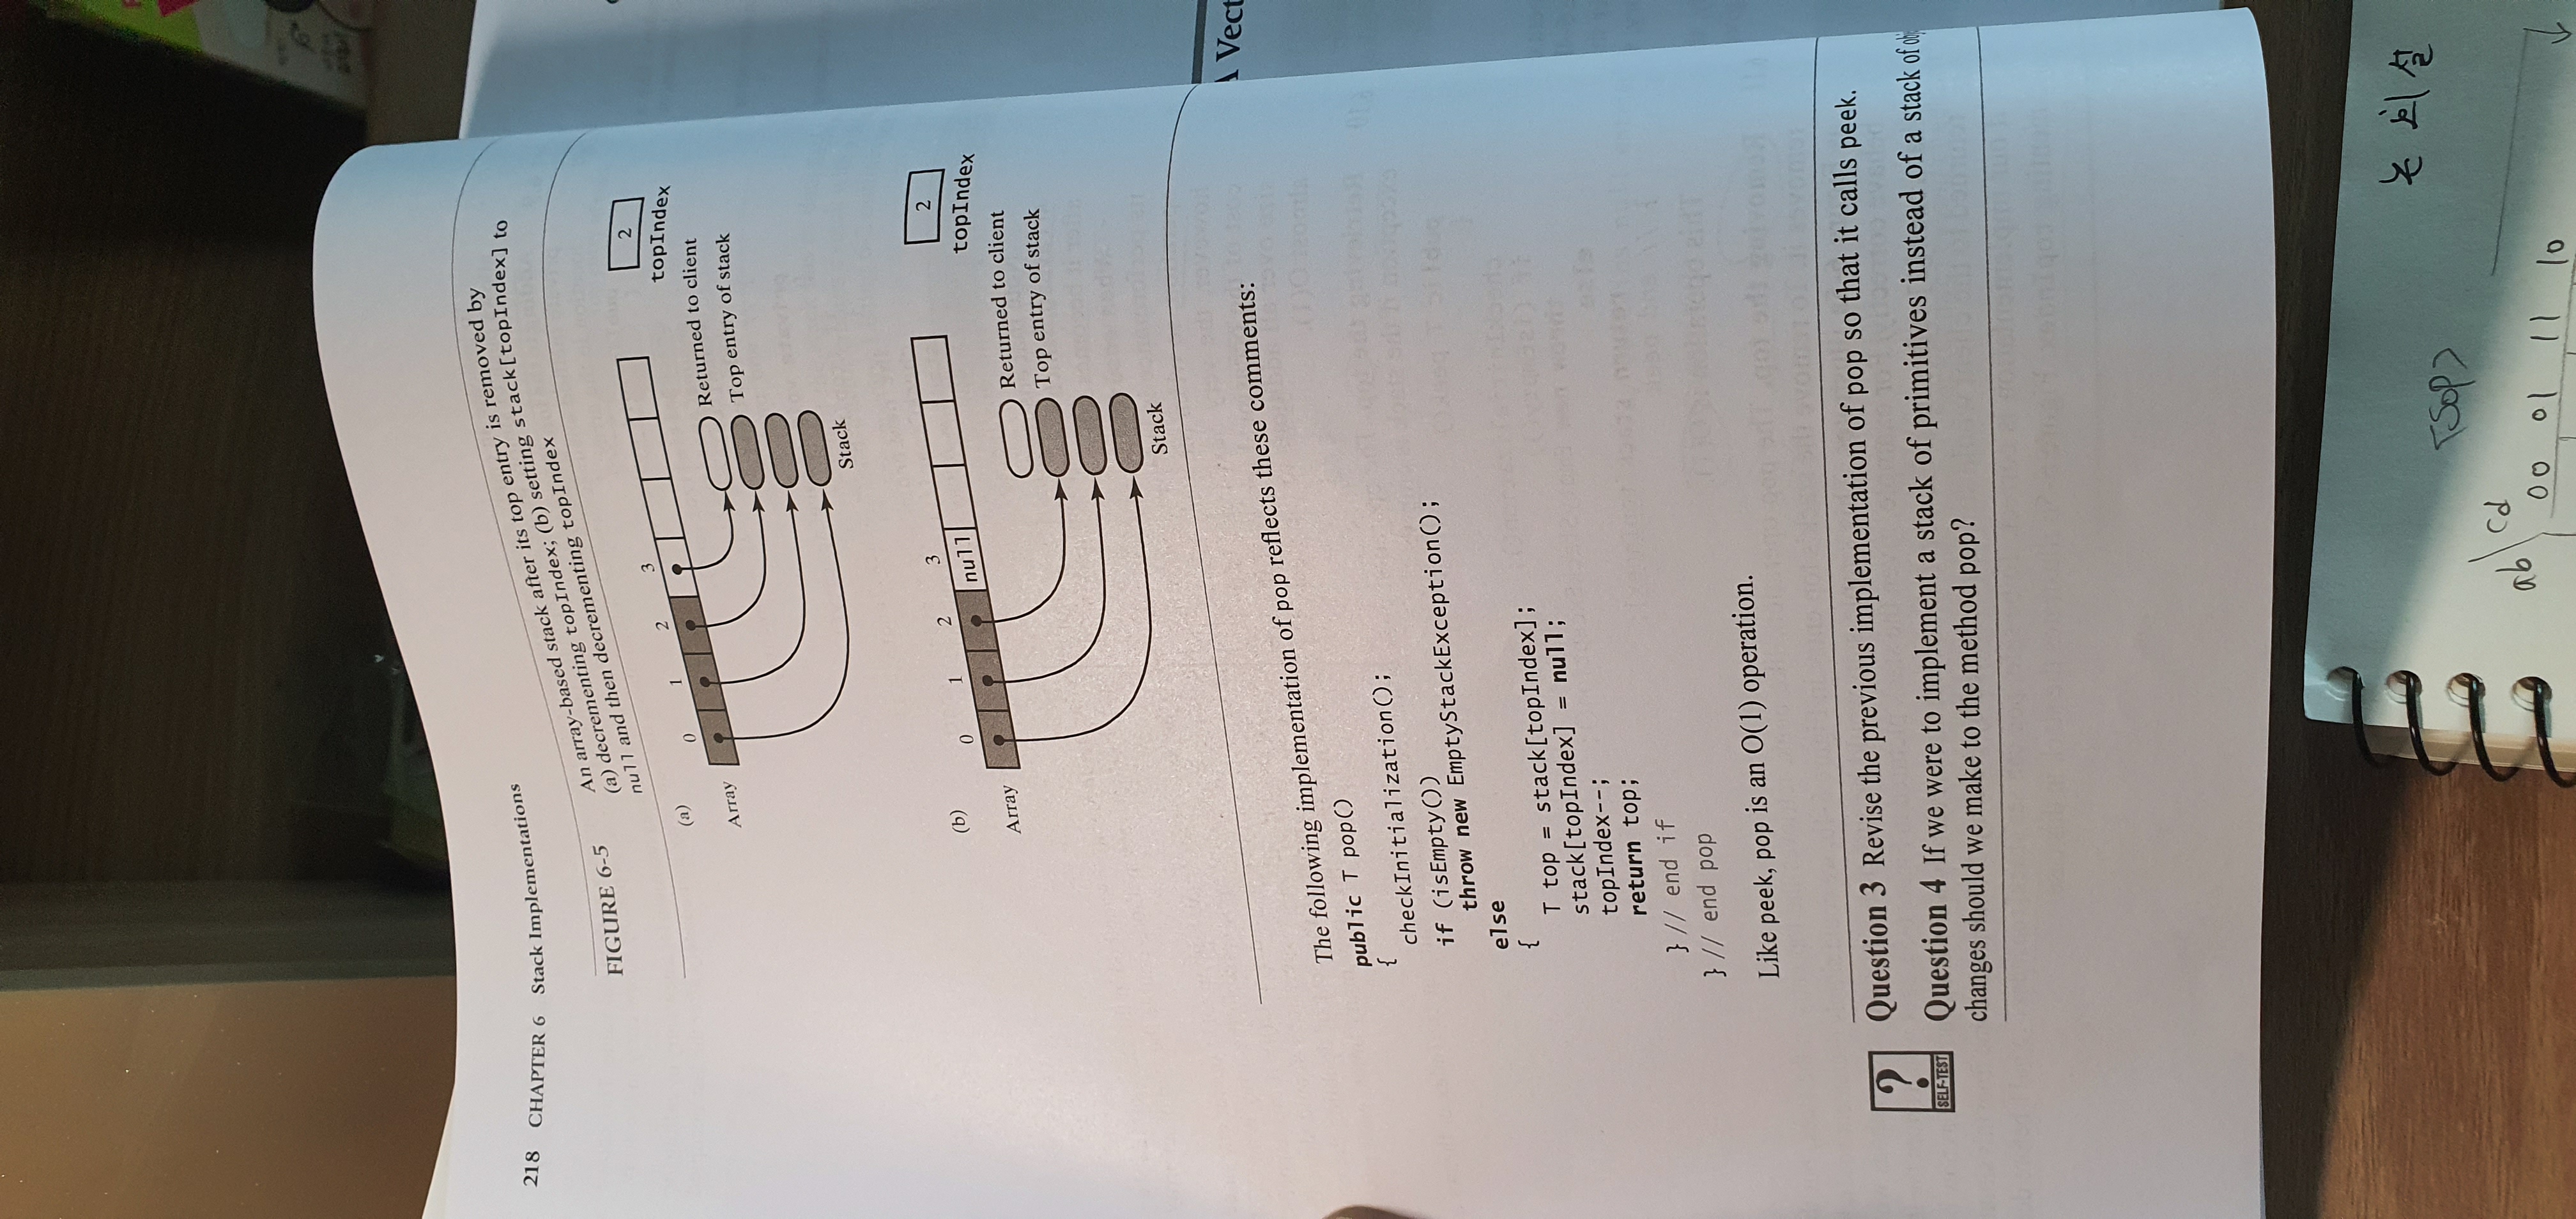 218 CHAPTER 6 Stack Implementations
FIGURE 6-5
An array-based stack after its top entry is removed by
(a) decrementing topIndex; (b) setting stack[topIndex] to
null and then decrementing topIndex
(a)
0 1 2 3
Array
2
topIndex
Returned to client
Top entry of stack
Stack
(b)
0 1 2 3
null
Array
2
topIndex
Returned to client
Top entry of stack
Stack
The following implementation of pop reflects these comments:
public T pop()
{
checkInitialization();
if (isEmpty())
throw new EmptyStackException();
else
{
T top = stack[topIndex];
stack[topIndex] = null;
topIndex--;
return top;
} // end if
} // end pop
Like peek, pop is an O(1) operation.
?
SELF-TEST
Question 3 Revise the previous implementation of pop so that it calls peek.
Question 4 If we were to implement a stack of primitives instead of a stack of
changes should we make to the method pop?
Vect
논 회 설
<SOP>
ab\cd
00 01 11 10